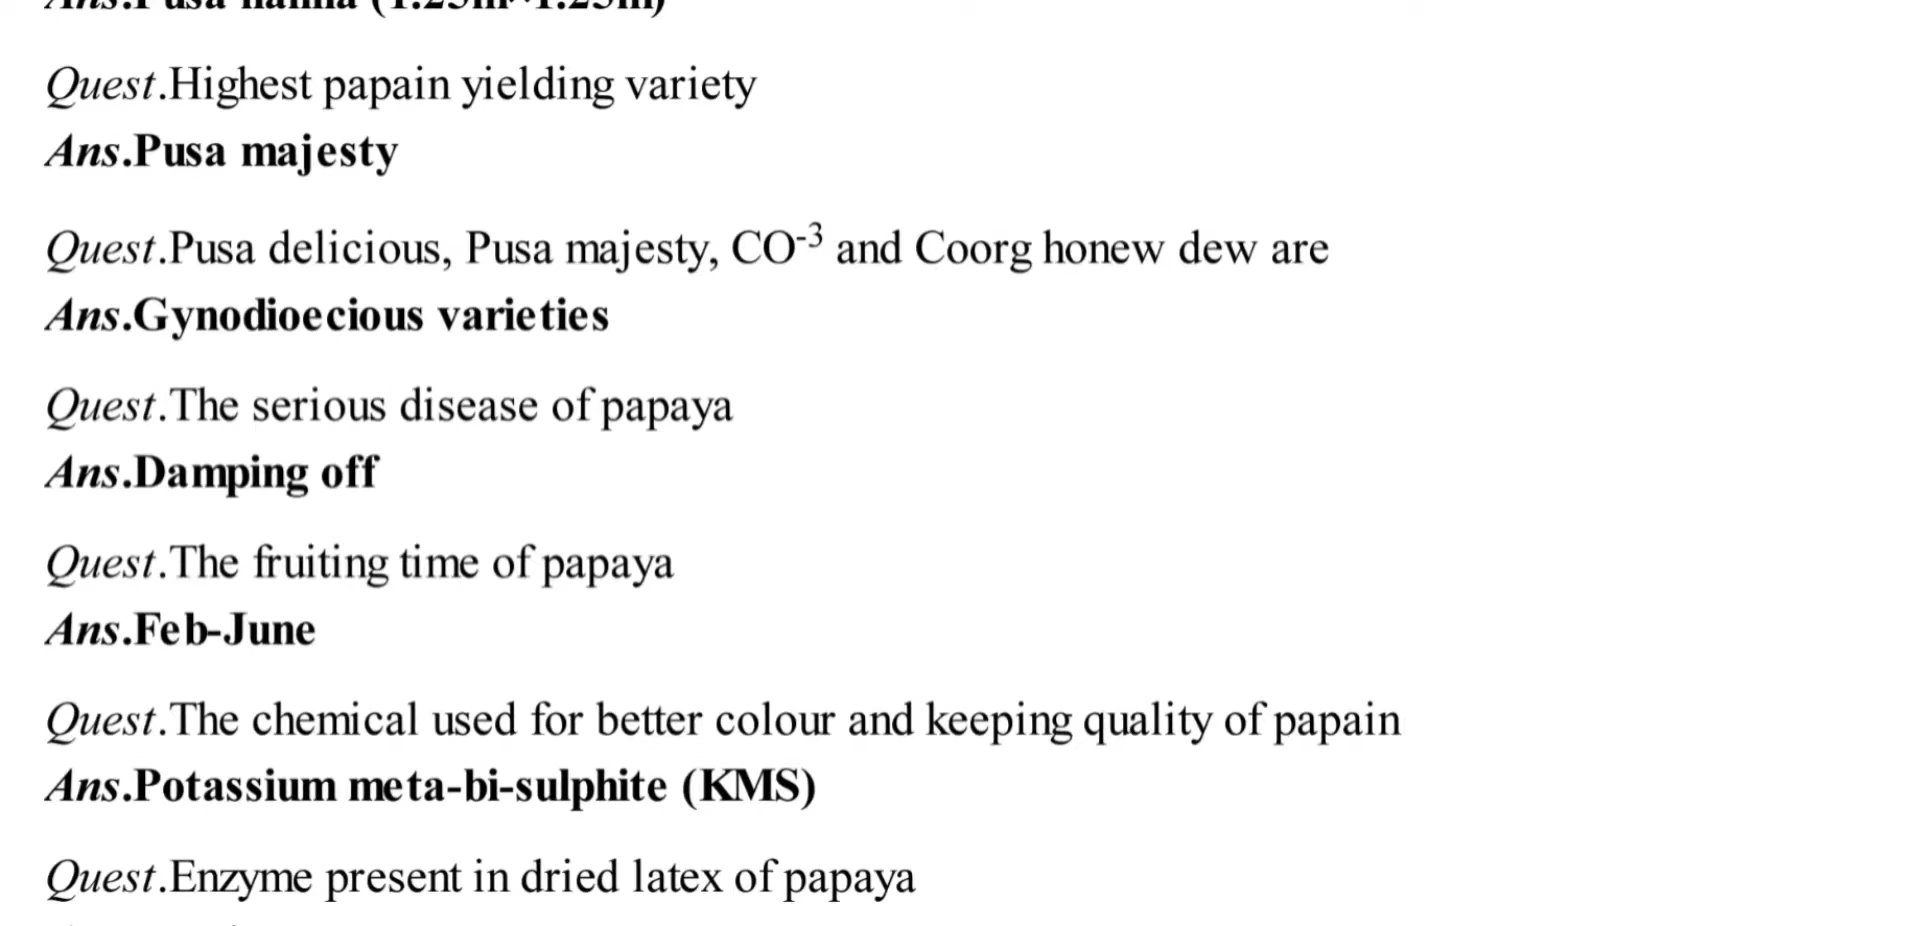 Quest.Highest papain yielding variety
Ans.Pusa majesty
Quest.Pusa delicious, Pusa majesty, CO⁻³ and Coorg honew dew are
Ans.Gynodioecious varieties
Quest.The serious disease of papaya
Ans.Damping off
Quest.The fruiting time of papaya
Ans.Feb-June
Quest.The chemical used for better colour and keeping quality of papain
Ans.Potassium meta-bi-sulphite (KMS)
Quest.Enzyme present in dried latex of papaya